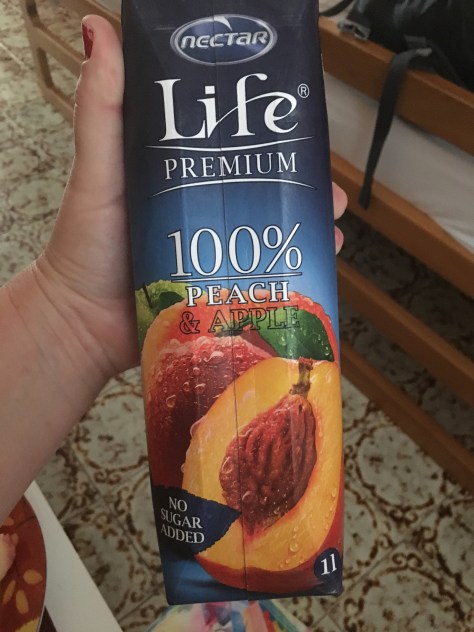 nectar
Life®
PREMIUM
100%
PEACH
& APPLE
NO
SUGAR
ADDED
1l